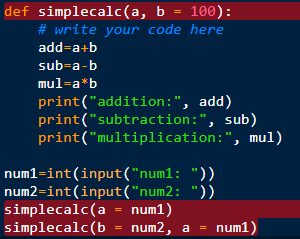 def simplecalc(a, b = 100):
# write your code here
add=a+b
sub=a-b
mul=a*b
print("addition:", add)
print("subtraction:", sub)
print("multiplication:", mul)
num1=int(input("num1: "))
num2=int(input("num2: "))
simplecalc(a = num1)
simplecalc(b = num2, a = num1)